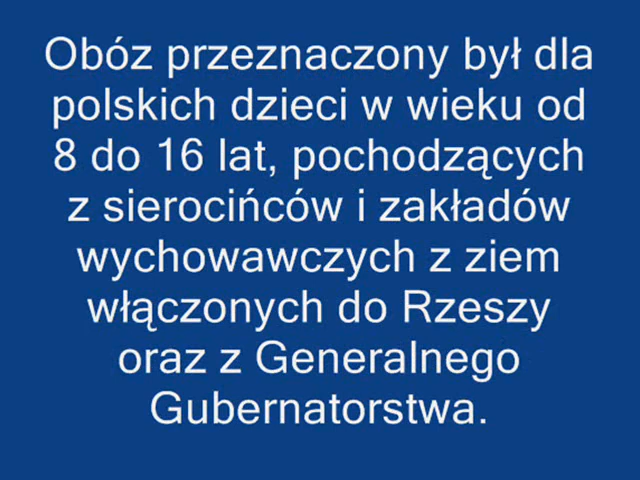 Obóz przeznaczony był dla
polskich dzieci w wieku od
8 do 16 lat, pochodzących
z sierocińców i zakładów
wychowawczych z ziem
włączonych do Rzeszy
oraz z Generalnego
Gubernatorstwa.